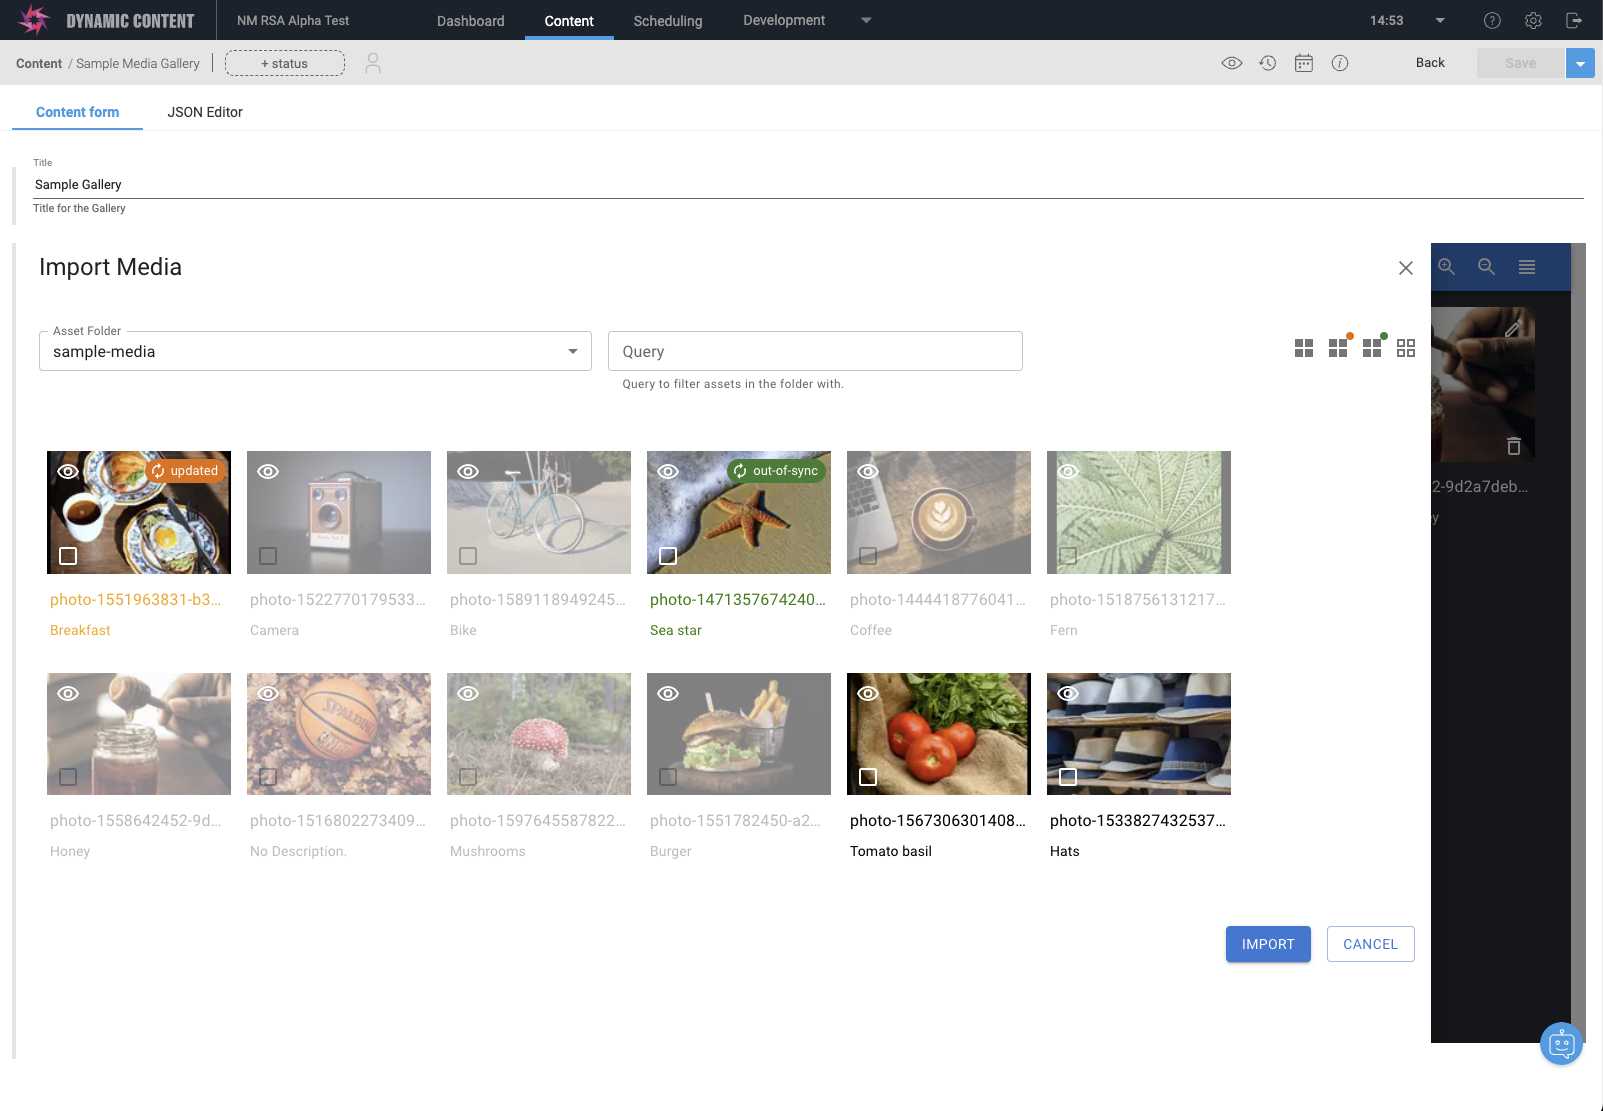 DYNAMIC CONTENT
NM RSA Alpha Test
Dashboard
Content
Scheduling
Development
14:53
Content / Sample Media Gallery
+ status
Back
Save
Content form
JSON Editor
Title
Sample Gallery
Title for the Gallery
Import Media
Asset Folder
sample-media
Query
Query to filter assets in the folder with.
updated
out-of-sync
photo-1551963831-b3...
photo-1522770179533...
photo-1589118949245...
photo-1471357674240...
photo-1444418776041...
photo-1518756131217...
Breakfast
Camera
Bike
Sea star
Coffee
Fern
2-9d2a7deb...
ey
SPALDING
photo-1558642452-9d...
photo-1516802273409...
photo-1597645587822...
photo-1551782450-a2...
photo-1567306301408...
photo-1533827432537...
Honey
No Description.
Mushrooms
Burger
Tomato basil
Hats
IMPORT
CANCEL